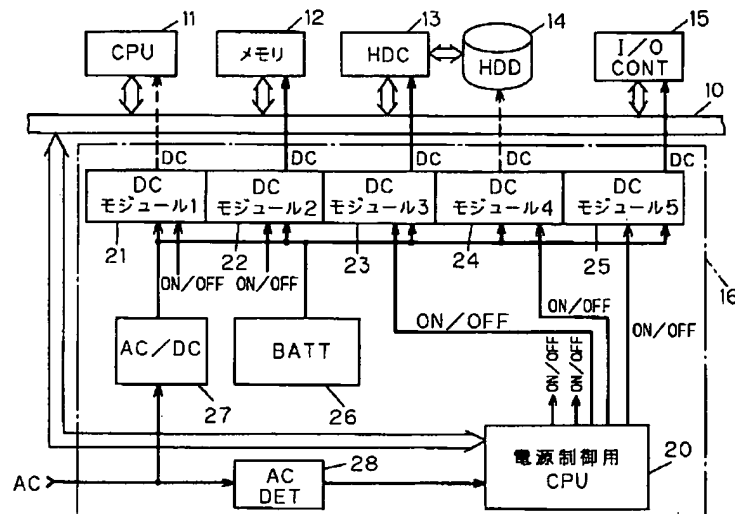 11
12
13
14
15
CPU
メモリ
HDC
HDD
I/O
CONT
10
DC
DC
DC
DC
DC
DC
モジュール1
DC
モジュール2
DC
モジュール3
DC
モジュール4
DC
モジュール5
21
22
23
24
25
16
ON/OFF
ON/OFF
ON/OFF
ON/OFF
ON/OFF
AC/DC
BATT
27
26
ON/OFF
ON/OFF
28
電源制御用
CPU
20
AC
AC
DET